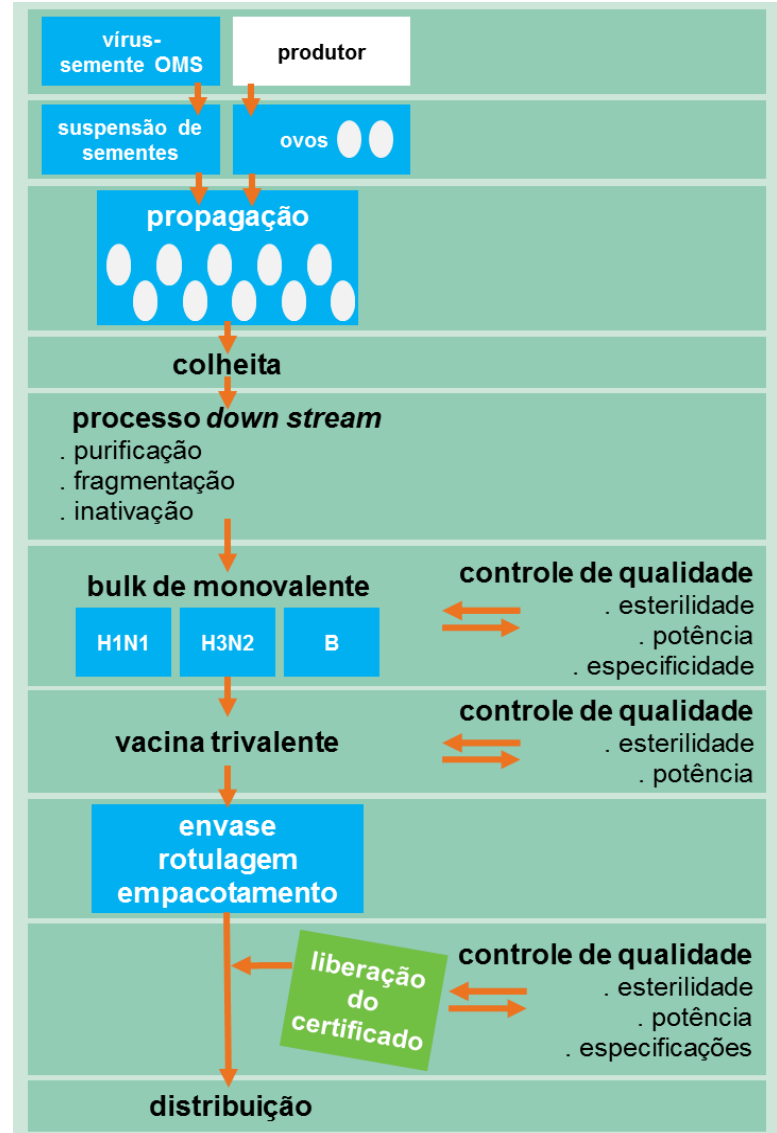 vírus-
semente OMS
produtor
suspensão de
sementes
ovos
propagação
colheita
processo down stream
. purificação
. fragmentação
. inativação
bulk de monovalente
H1N1
H3N2
B
controle de qualidade
. esterilidade
. potência
. especificidade
vacina trivalente
controle de qualidade
. esterilidade
. potência
envase
rotulagem
empacotamento
liberação
do
certificado
controle de qualidade
. esterilidade
. potência
. especificações
distribuição